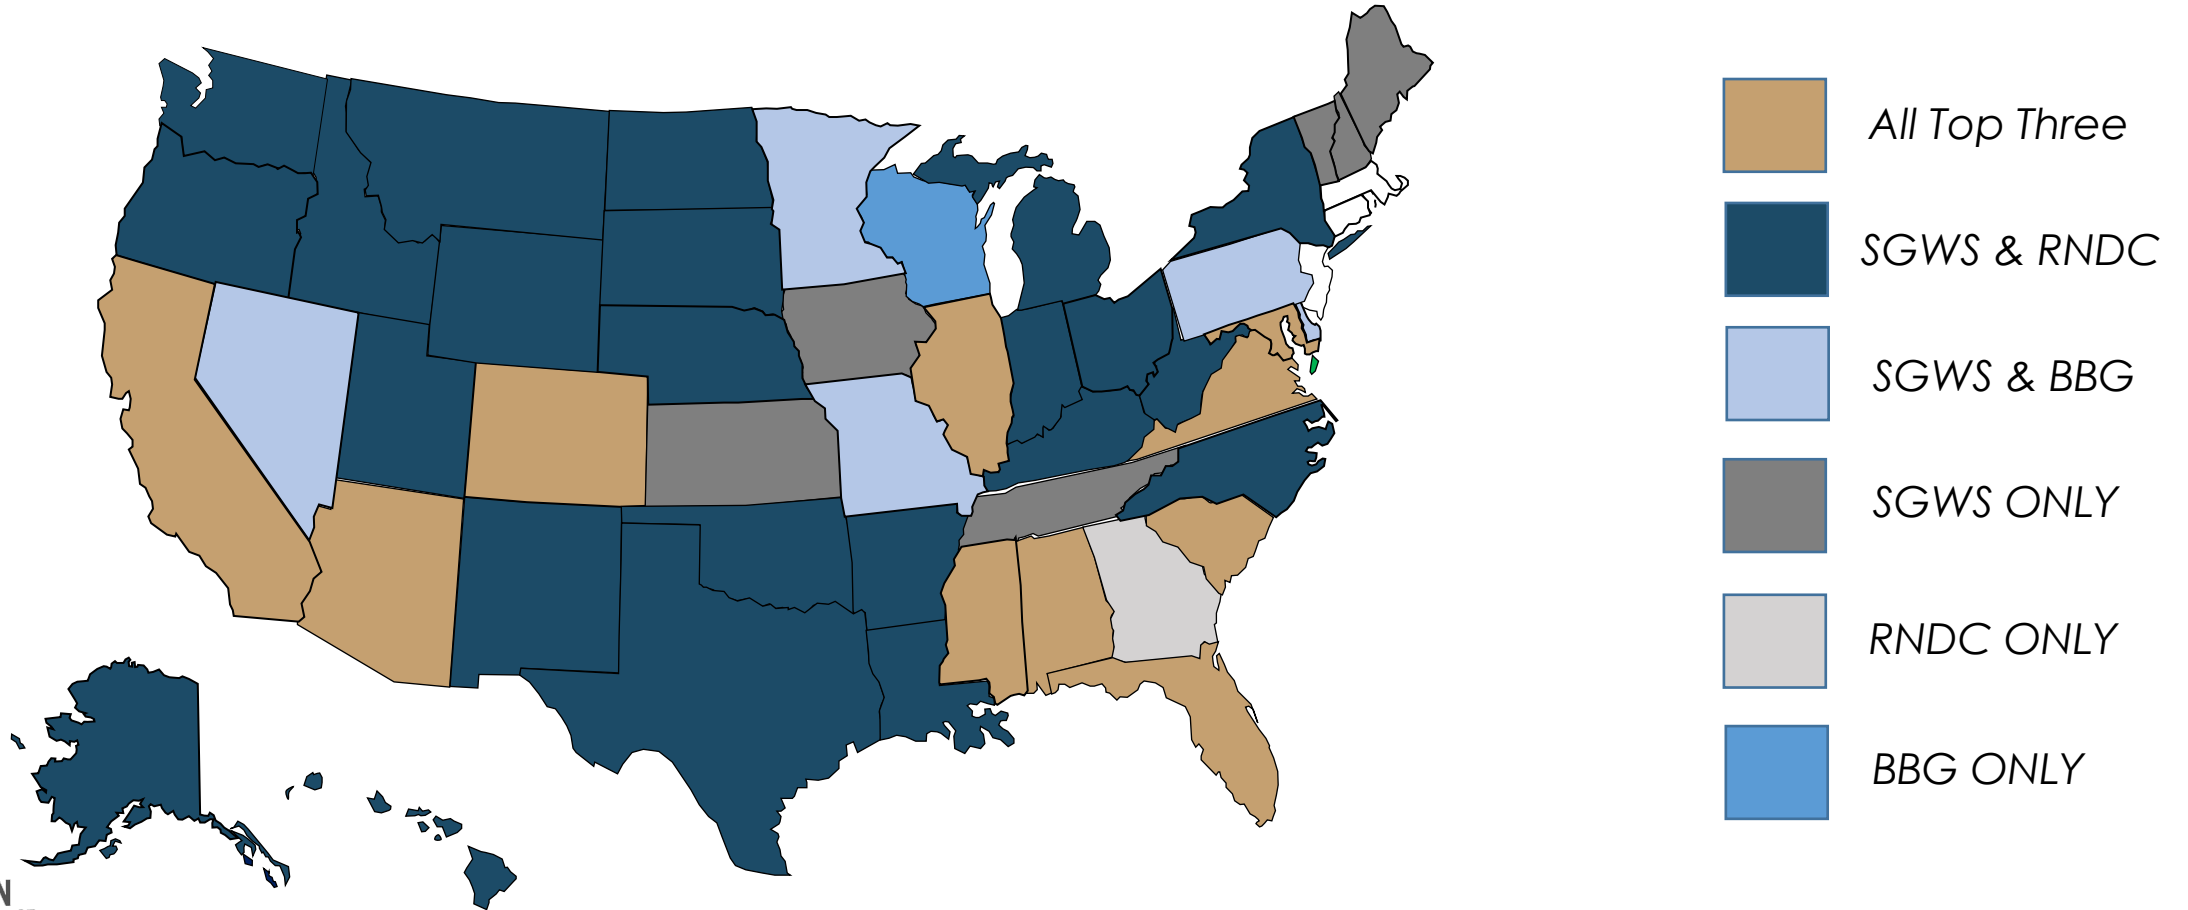 All Top Three
SGWS & RNDC
SGWS & BBG
SGWS ONLY
RNDC ONLY
BBG ONLY
N